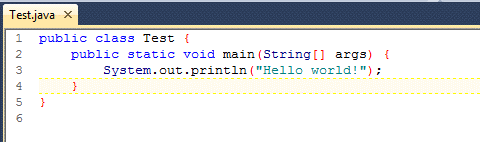 Test.java ×
1 public class Test {
2     public static void main(String[] args) {
3         System.out.println("Hello world!");
4     }
5 }
6